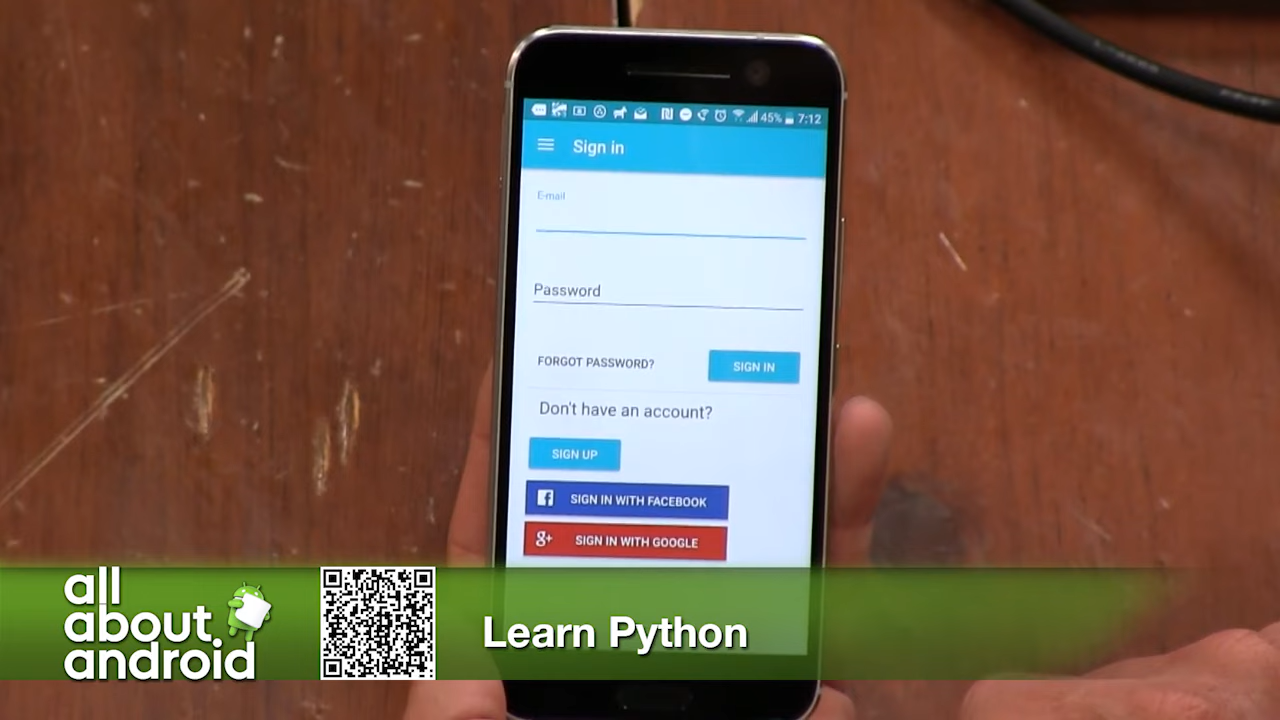 45% 7:12
Sign in
E-mail
Password
FORGOT PASSWORD?
SIGN IN
Don't have an account?
SIGN UP
SIGN IN WITH FACEBOOK
g+ SIGN IN WITH GOOGLE
all
about
android
Learn Python